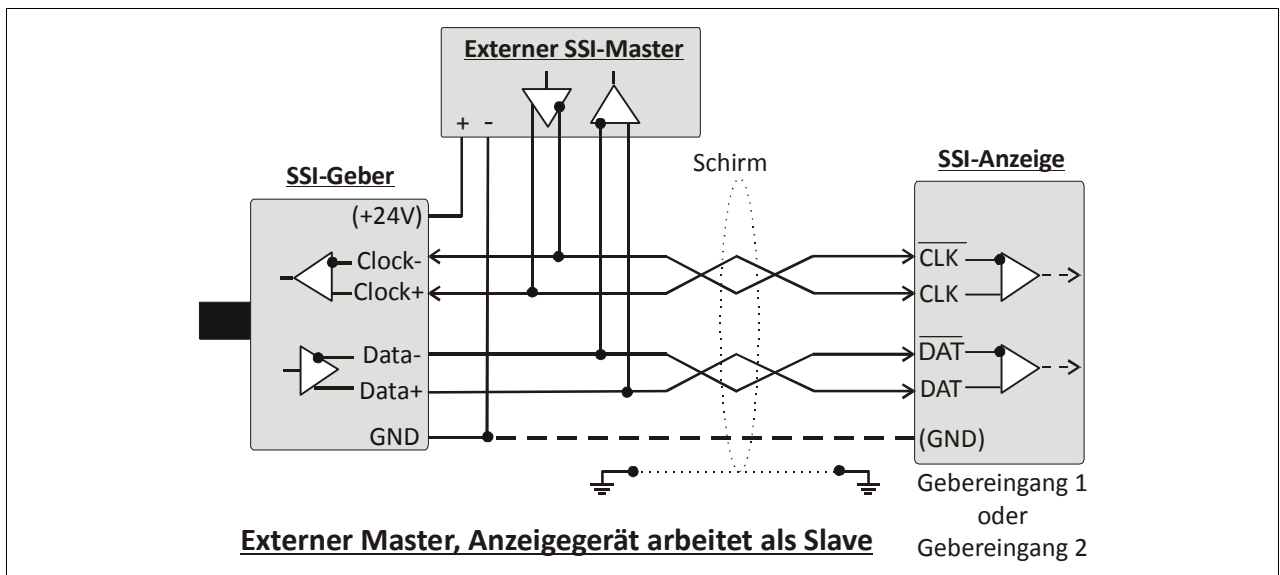 Externer SSI-Master
+ -
Schirm
SSI-Geber
SSI-Anzeige
(+24V)
Clock-
Clock+
Data-
Data+
GND
CLK
CLK
DAT
DAT
(GND)
Gebereingang 1
oder
Gebereingang 2
Externer Master, Anzeigegerät arbeitet als Slave